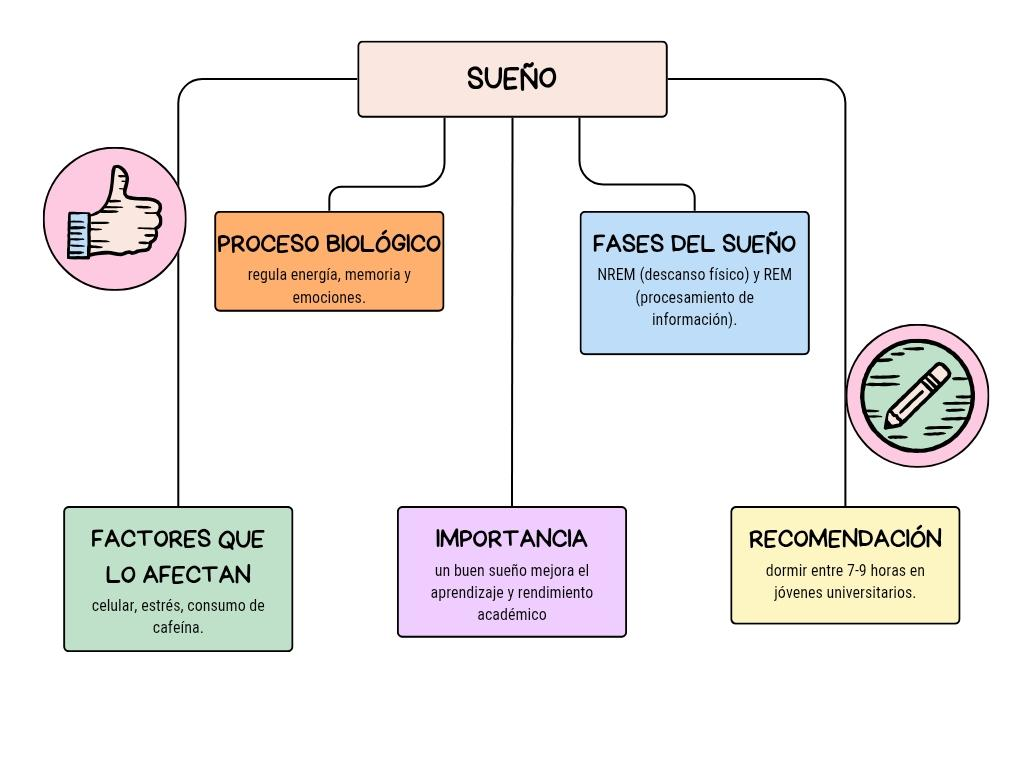 SUEÑO
PROCESO BIOLÓGICO
regula energía, memoria y
emociones.
FASES DEL SUEÑO
NREM (descanso físico) y REM
(procesamiento de
información).
FACTORES QUE
LO AFECTAN
celular, estrés, consumo de
cafeína.
IMPORTANCIA
un buen sueño mejora el
aprendizaje y rendimiento
académico
RECOMENDACIÓN
dormir entre 7-9 horas en
jóvenes universitarios.